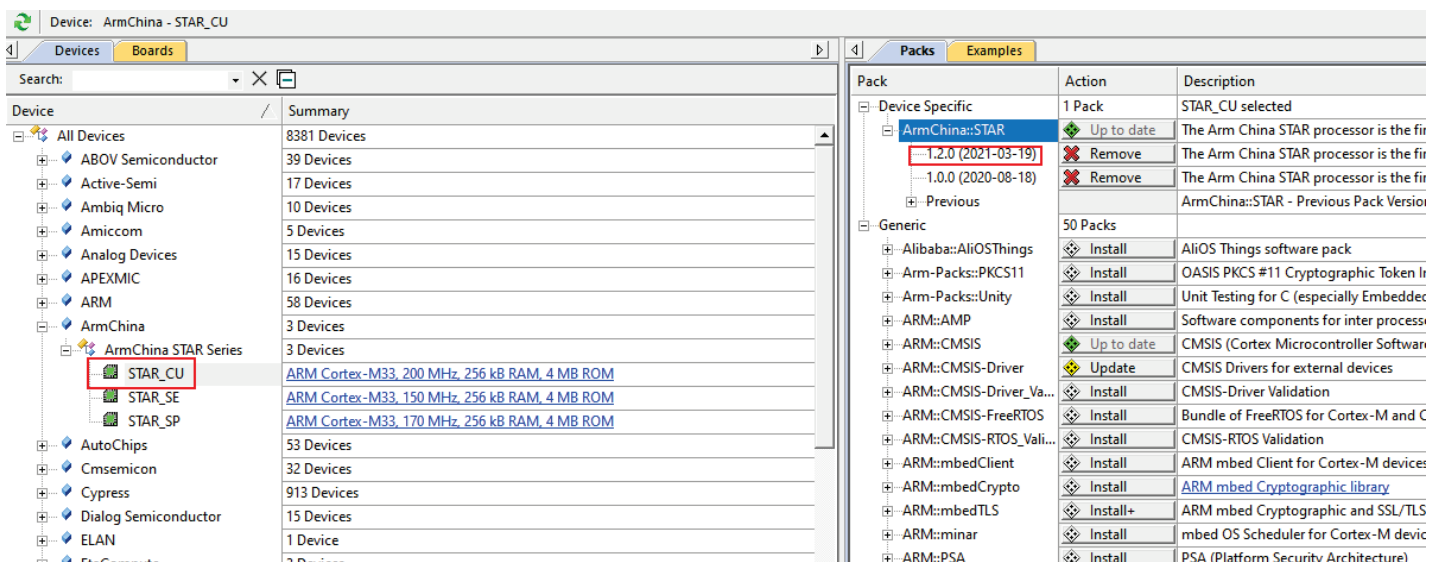 Device: ArmChina - STAR_CU
Devices Boards
Search:
Device Summary
All Devices 8381 Devices
ABOV Semiconductor 39 Devices
Active-Semi 17 Devices
Ambiq Micro 10 Devices
Amiccom 5 Devices
Analog Devices 15 Devices
APEXMIC 16 Devices
ARM 58 Devices
ArmChina 3 Devices
ArmChina STAR Series 3 Devices
STAR_CU ARM Cortex-M33, 200 MHz, 256 kB RAM, 4 MB ROM
STAR_SE ARM Cortex-M33, 150 MHz, 256 kB RAM, 4 MB ROM
STAR_SP ARM Cortex-M33, 170 MHz, 256 kB RAM, 4 MB ROM
AutoChips 53 Devices
Cmsemicon 32 Devices
Cypress 913 Devices
Dialog Semiconductor 15 Devices
ELAN 1 Device
Packs Examples
Pack Action Description
Device Specific 1 Pack STAR_CU selected
ArmChina::STAR Up to date The Arm China STAR processor is the fir
1.2.0 (2021-03-19) Remove The Arm China STAR processor is the fir
1.0.0 (2020-08-18) Remove The Arm China STAR processor is the fir
Previous ArmChina::STAR - Previous Pack Version
Generic 50 Packs
Alibaba::AliOSThings Install AliOS Things software pack
Arm-Packs::PKCS11 Install OASIS PKCS #11 Cryptographic Token
Arm-Packs::Unity Install Unit Testing for C (especially Embedded
ARM::AMP Install Software components for inter processo
ARM::CMSIS Up to date CMSIS (Cortex Microcontroller Software
ARM::CMSIS-Driver Update CMSIS Drivers for external devices
ARM::CMSIS-Driver_Va... Install CMSIS-Driver Validation
ARM::CMSIS-FreeRTOS Install Bundle of FreeRTOS for Cortex-M and C
ARM::CMSIS-RTOS_Vali... Install CMSIS-RTOS Validation
ARM::mbedClient Install ARM mbed Client for Cortex-M devices
ARM::mbedCrypto Install ARM mbed Cryptographic library
ARM::mbedTLS Install+ ARM mbed Cryptographic and SSL/TLS
ARM::minar Install mbed OS Scheduler for Cortex-M devic
ARM::PSA Install PSA (Platform Security Architecture)